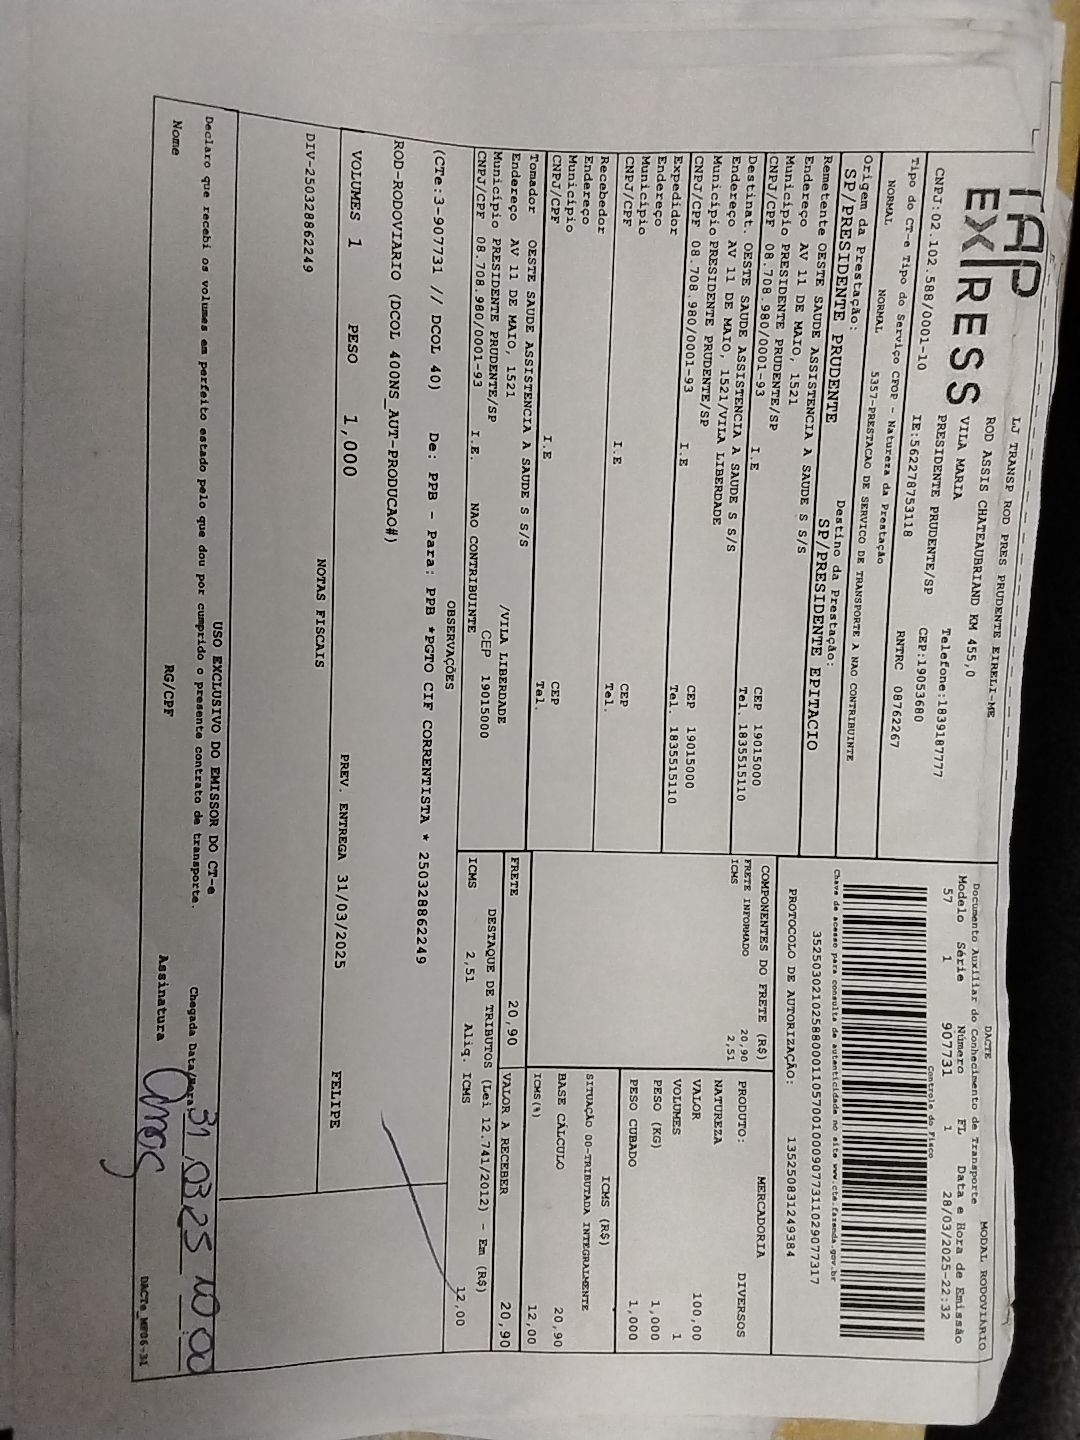 TAP
EXPRESS
LJ TRANSP ROD PRES PRUDENTE EIRELI-ME
ROD ASSIS CHATEAUBRIAND KM 455,0
VILA MARIA
PRESIDENTE PRUDENTE/SP
Telefone:1839187777
CNPJ:02.102.588/0001-10
IE:562278753118
CEP:19053680
RNTRC 08762267
Tipo do CT-e Tipo do Serviço CFOP - Natureza da Prestação
NORMAL NORMAL 5357-PRESTACAO DE SERVICO DE TRANSPORTE A NAO CONTRIBUINTE
Origem da Prestação: Destino da Prestação:
SP/PRESIDENTE PRUDENTE SP/PRESIDENTE EPITACIO
Remetente OESTE SAUDE ASSISTENCIA A SAUDE S S/S
Endereço AV 11 DE MAIO, 1521
Município PRESIDENTE PRUDENTE/SP CEP 19015000
CNPJ/CPF 08.708.980/0001-93 I.E Tel. 1835515110
Destinat. OESTE SAUDE ASSISTENCIA A SAUDE S S/S
Endereço AV 11 DE MAIO, 1521/VILA LIBERDADE
Município PRESIDENTE PRUDENTE/SP CEP 19015000
CNPJ/CPF 08.708.980/0001-93 I.E Tel. 1835515110
Expedidor
Endereço
Município CEP
CNPJ/CPF I.E Tel.
Recebedor
Endereço
Município CEP
CNPJ/CPF I.E Tel.
Tomador OESTE SAUDE ASSISTENCIA A SAUDE S S/S
Endereço AV 11 DE MAIO, 1521 /VILA LIBERDADE
Município PRESIDENTE PRUDENTE/SP CEP 19015000
CNPJ/CPF 08.708.980/0001-93 I.E. NAO CONTRIBUINTE
DACTE MODAL RODOVIÁRIO
Documento Auxiliar do Conhecimento de Transporte
Modelo Série Número FL Data e Hora de Emissão
57 1 907731 1 28/03/2025-22:32
Controle do Fisco
35250302102588000110570010009077311029077317
Chave de acesso para consulta de autenticidade no site www.cte.fazenda.gov.br
PROTOCOLO DE AUTORIZAÇÃO: 135250831249384
COMPONENTES DO FRETE (R$)
FRETE INFORMADO 20,90
ICMS 2,51
MERCADORIA
PRODUTO: DIVERSOS
NATUREZA
VALOR 100,00
VOLUMES 1
PESO (KG) 1,000
PESO CUBADO 1,000
ICMS (R$)
SITUAÇÃO 00-TRIBUTADA INTEGRALMENTE
BASE CÁLCULO 20,90
ICMS(%) 12,00
FRETE 20,90 VALOR A RECEBER 20,90
DESTAQUE DE TRIBUTOS (Lei 12.741/2012) - Em (R$)
ICMS 2,51 Aliq. ICMS 12,00
OBSERVAÇÕES
(CTe:3-907731 // DCOL 40) De: PPB - Para: PPB *PGTO CIF CORRENTISTA * 250328862249
ROD-RODOVIARIO (DCOL 400NS_AUT-PRODUCAO#)
VOLUMES 1 PESO 1,000 PREV. ENTREGA 31/03/2025 FELIPE
NOTAS FISCAIS
DIV-250328862249
USO EXCLUSIVO DO EMISSOR DO CT-e
Declaro que recebi os volumes em perfeito estado pelo que dou por cumprido o presente contrato de transporte.
Chegada Data/Hora 31 03 25 10:00
Nome RG/CPF Assinatura
DACTe_MP06-31